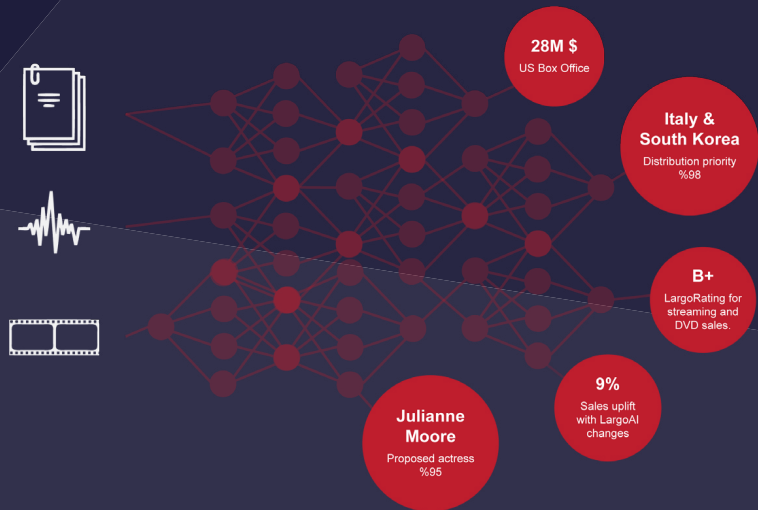 28M $
US Box Office
Italy &
South Korea
Distribution priority
%98
B+
LargoRating for
streaming and
DVD sales.
9%
Sales uplift
with LargoAI
changes
Julianne
Moore
Proposed actress
%95